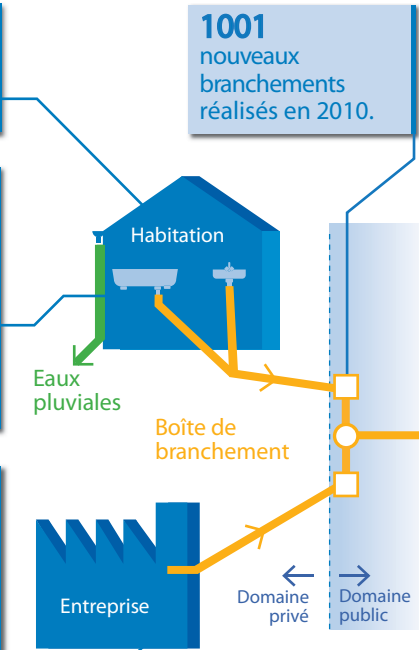 1001
nouveaux
branchements
réalisés en 2010.
Habitation
Eaux
pluviales
Boîte de
branchement
Entreprise
Domaine
privé
Domaine
public